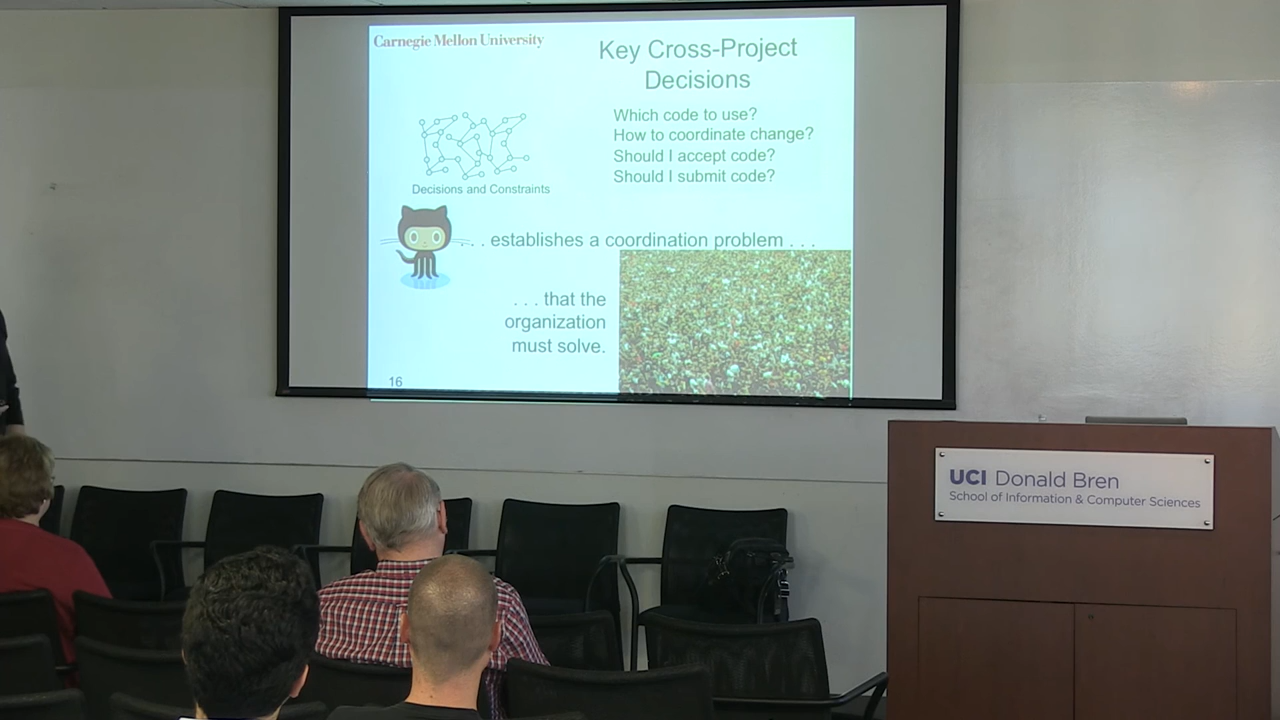 Carnegie Mellon University
Key Cross-Project
Decisions
Which code to use?
How to coordinate change?
Should I accept code?
Should I submit code?
Decisions and Constraints
. . . establishes a coordination problem . . .
. . . that the
organization
must solve.
16
UCI Donald Bren
School of Information & Computer Sciences